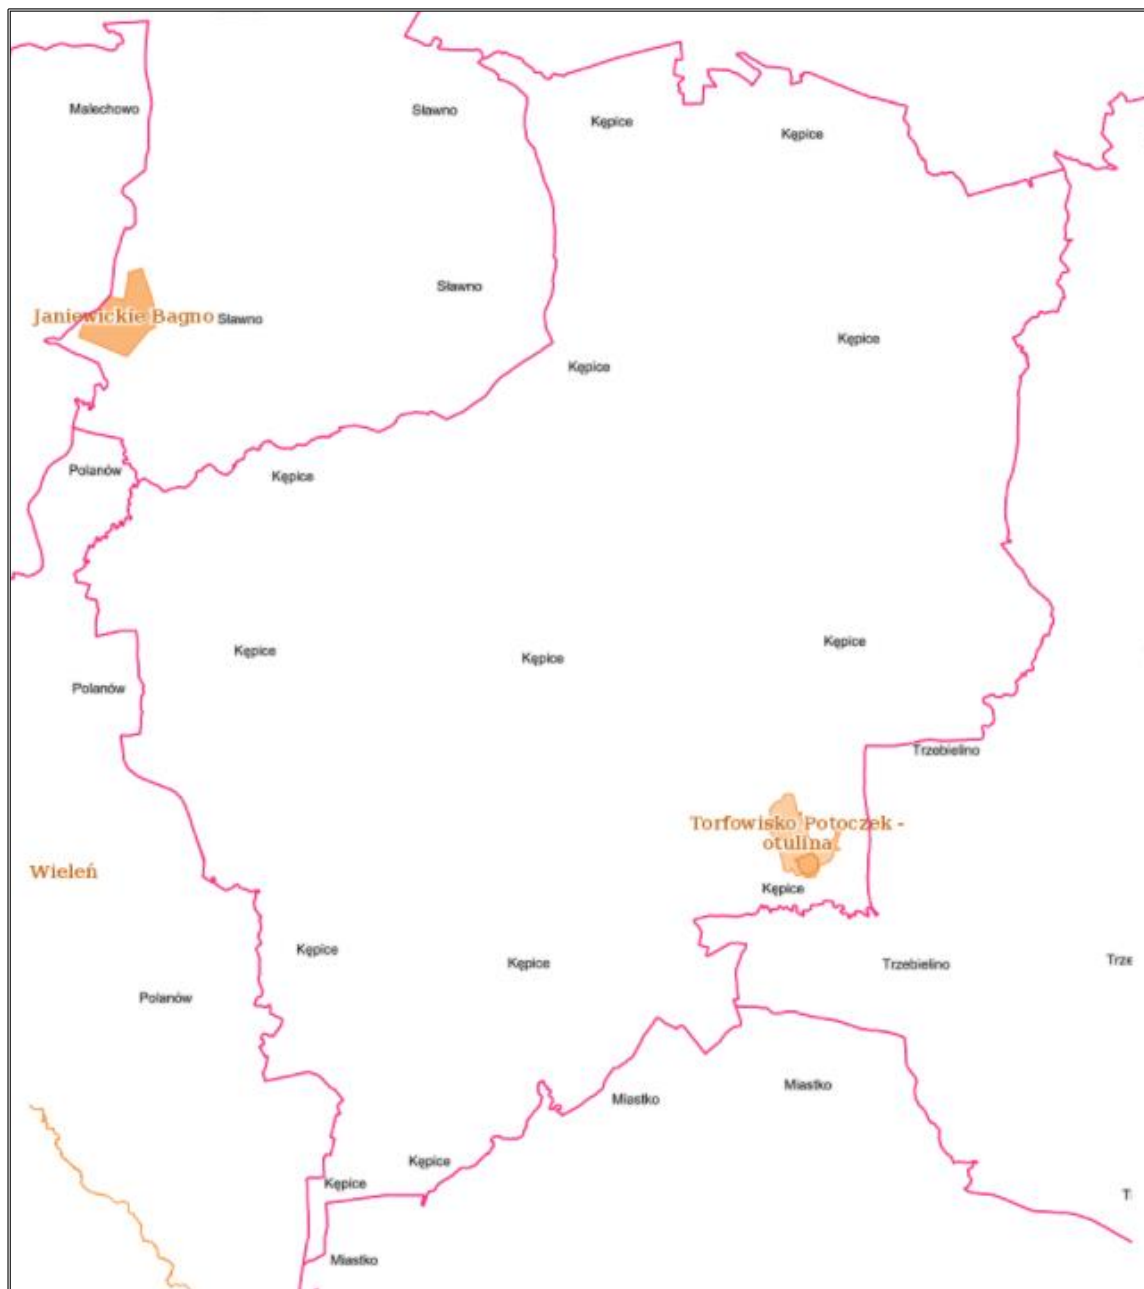 Malechowo
Sławno
Kępice
Kępice
Sławno
Janiewickie Bagno
Sławno
Kępice
Kępice
Polanów
Kępice
Kępice
Kępice
Kępice
Polanów
Trzebielino
Torfowisko Potoczek -
otulina
Wieleń
Kępice
Kępice
Kępice
Trzebielino
Trze
Polanów
Miastko
Miastko
Kępice
Kępice
T
Miastko